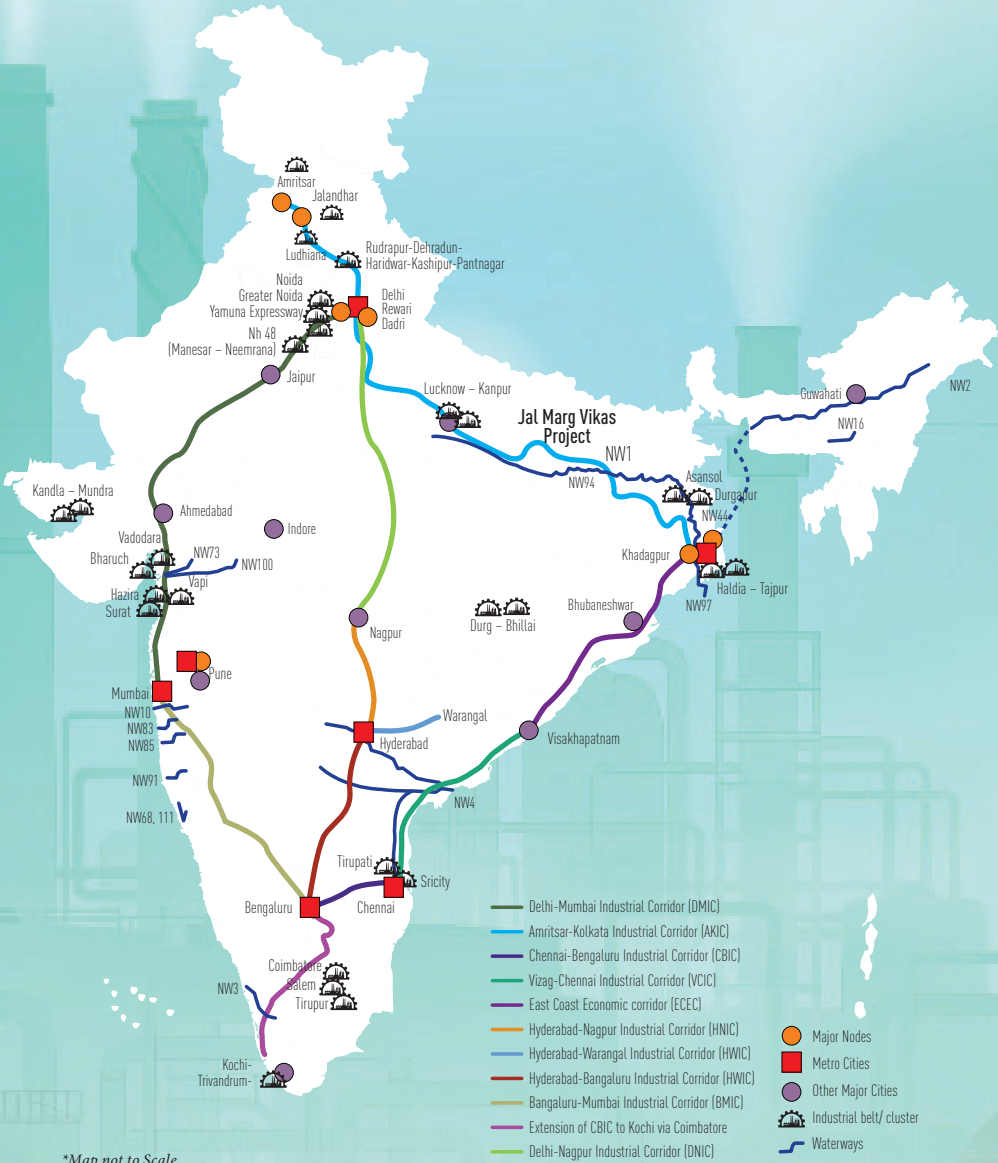 Amritsar
Jalandhar
Ludhiana
Rudrapur-Dehradun-
Haridwar-Kashipur-Pantnagar
Noida
Greater Noida
Yamuna Expressway
Delhi
Rewari
Dadri
Nh 48
(Manesar – Neemrana)
Jaipur
Lucknow – Kanpur
Jal Marg Vikas
Project
NW1
NW94
Guwahati
NW2
NW16
Asansol
Durgapur
NW44
Kandla – Mundra
Ahmedabad
Indore
Vadodara
Bharuch
NW73
NW100
Vapi
Hazira
Surat
Khadagpur
Haldia – Tajpur
NW97
Bhubaneshwar
Durg – Bhillai
Nagpur
Pune
Mumbai
NW10
NW83
NW85
NW91
NW68, 111
Warangal
Hyderabad
Visakhapatnam
NW4
Tirupati
Sricity
Bengaluru
Chennai
Coimbatore
Salem
Tirupur
NW3
Kochi-
Trivandrum-
Delhi-Mumbai Industrial Corridor (DMIC)
Amritsar-Kolkata Industrial Corridor (AKIC)
Chennai-Bengaluru Industrial Corridor (CBIC)
Vizag-Chennai Industrial Corridor (VCIC)
East Coast Economic corridor (ECEC)
Hyderabad-Nagpur Industrial Corridor (HNIC)
Hyderabad-Warangal Industrial Corridor (HWIC)
Hyderabad-Bangaluru Industrial Corridor (HWIC)
Bangaluru-Mumbai Industrial Corridor (BMIC)
Extension of CBIC to Kochi via Coimbatore
Delhi-Nagpur Industrial Corridor (DNIC)
Major Nodes
Metro Cities
Other Major Cities
Industrial belt/ cluster
Waterways
*Map not to Scale